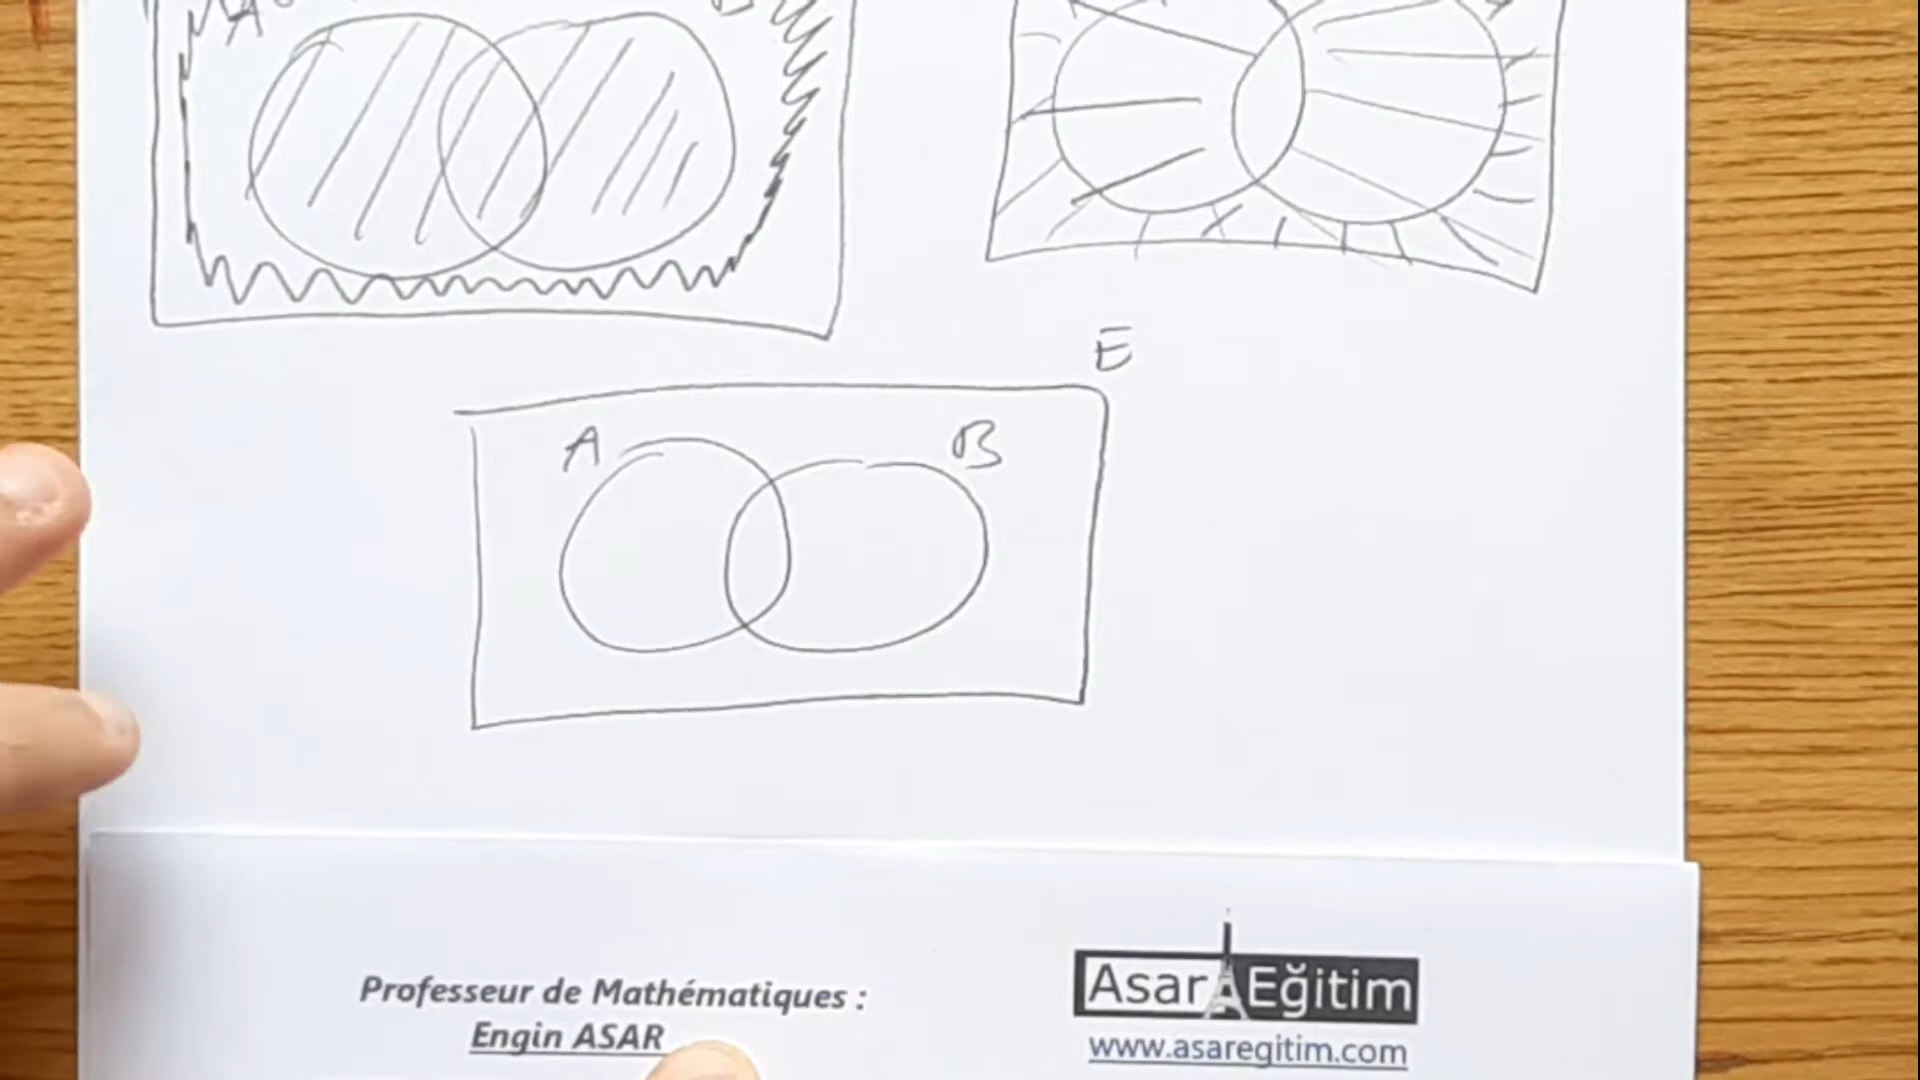 A
E
A
B
Professeur de Mathématiques :
Engin ASAR
Asar Eğitim
www.asaregitim.com